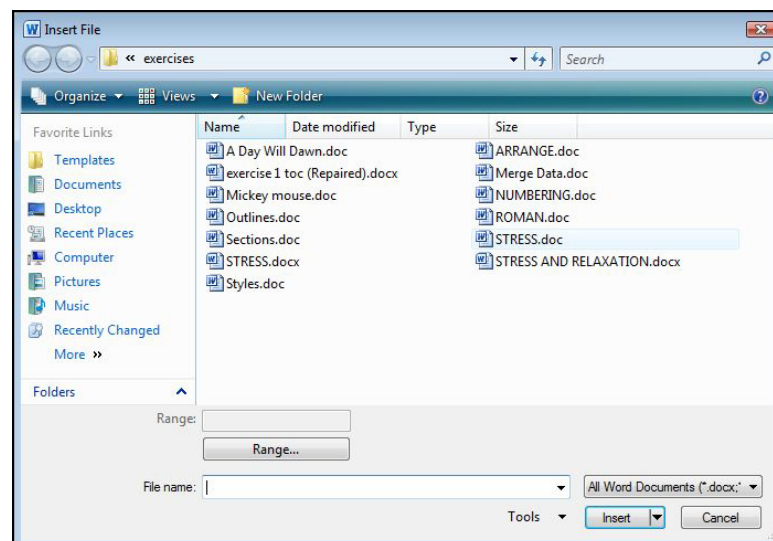 Insert File
« exercises
Search
Organize Views New Folder
Favorite Links
Templates
Documents
Desktop
Recent Places
Computer
Pictures
Music
Recently Changed
More »
Folders
Name Date modified Type Size
A Day Will Dawn.doc ARRANGE.doc
exercise 1 toc (Repaired).docx Merge Data.doc
Mickey mouse.doc NUMBERING.doc
Outlines.doc ROMAN.doc
Sections.doc STRESS.doc
STRESS.docx STRESS AND RELAXATION.docx
Styles.doc
Range:
Range...
File name: All Word Documents (*.docx;*
Tools Insert Cancel